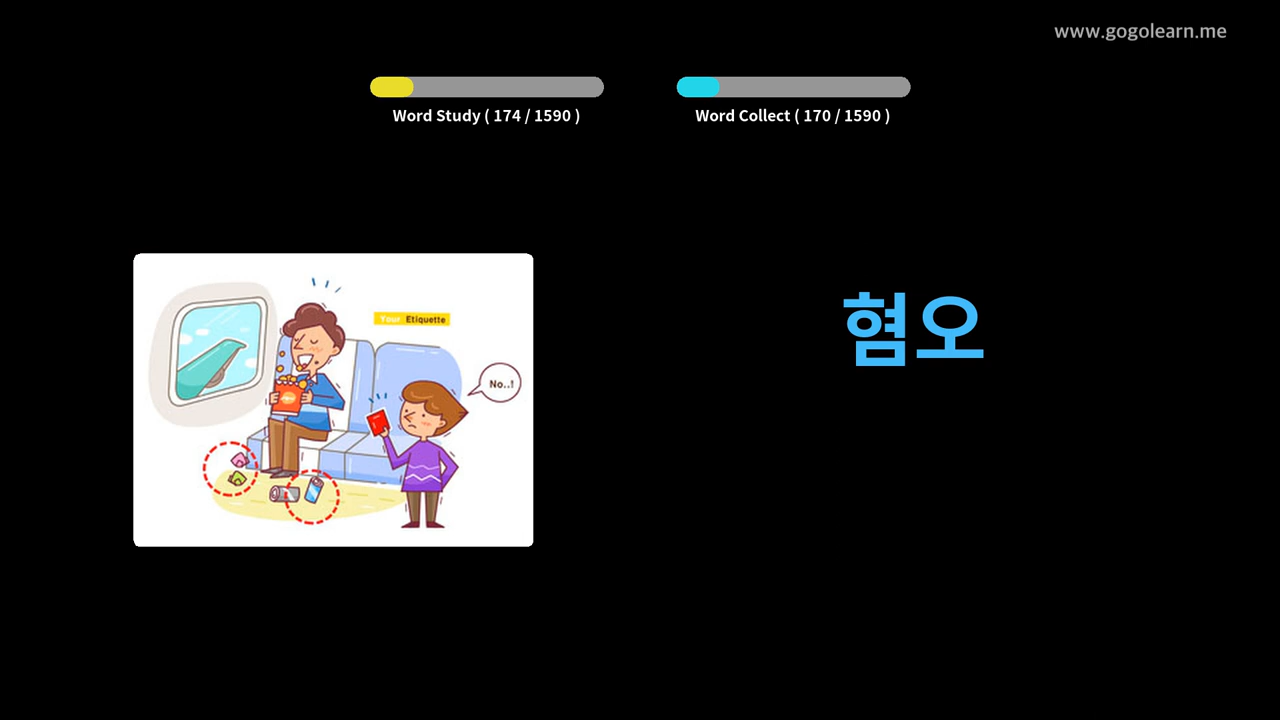 www.gogolearn.me
Word Study ( 174 / 1590 )
Word Collect ( 170 / 1590 )
혐오
Your Etiquette
No..!